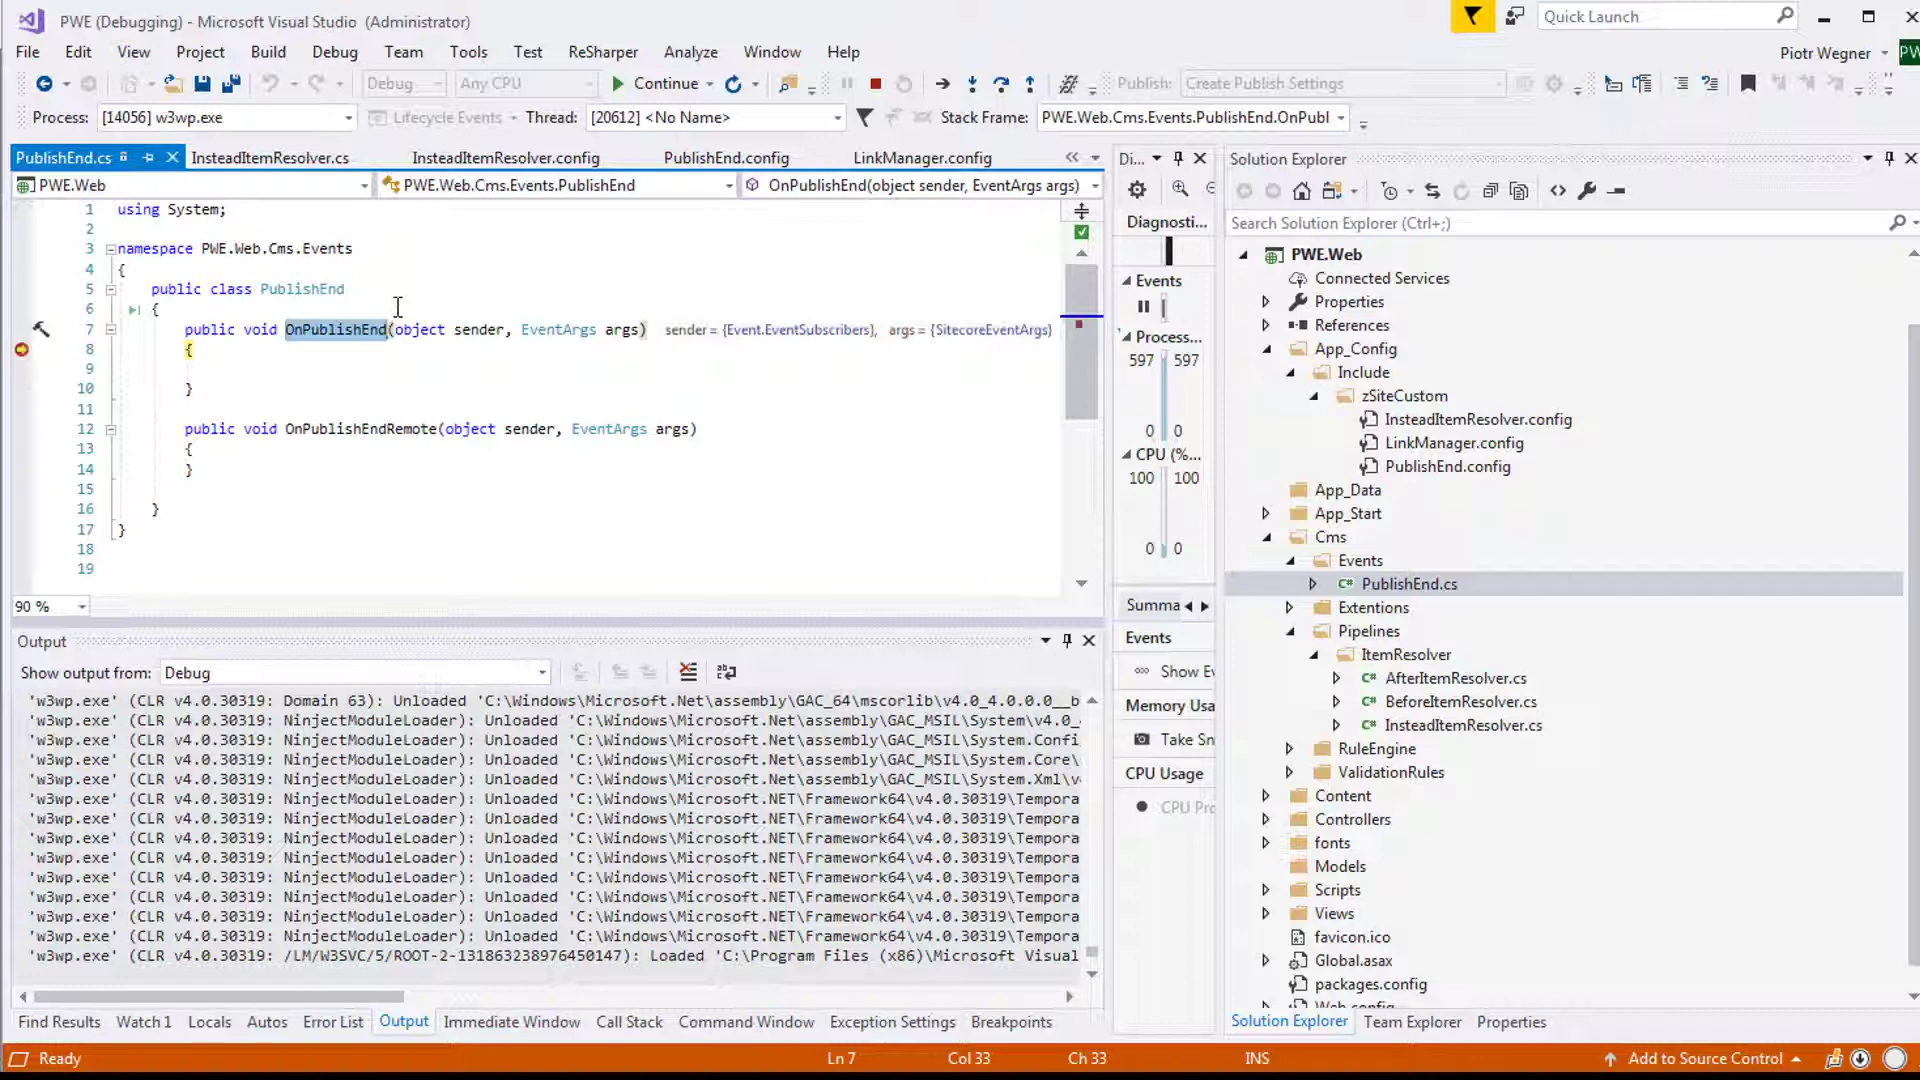 PWE (Debugging) - Microsoft Visual Studio (Administrator)
Quick Launch
File Edit View Project Build Debug Team Tools Test ReSharper Analyze Window Help
Piotr Wegner
Debug Any CPU Continue Publish: Create Publish Settings
Process: [14056] w3wp.exe Lifecycle Events Thread: [20612] <No Name> Stack Frame: PWE.Web.Cms.Events.PublishEnd.OnPubl
PublishEnd.cs InsteadItemResolver.cs InsteadItemResolver.config PublishEnd.config LinkManager.config
PWE.Web PWE.Web.Cms.Events.PublishEnd OnPublishEnd(object sender, EventArgs args)
1 using System;
2
3 namespace PWE.Web.Cms.Events
4 {
5 public class PublishEnd
6 {
7 public void OnPublishEnd(object sender, EventArgs args) sender = {Event.EventSubscribers}, args = {SitecoreEventArgs}
8 {
9
10 }
11
12 public void OnPublishEndRemote(object sender, EventArgs args)
13 {
14 }
15
16 }
17 }
18
19
90 %
Di...
Diagnosti...
Events
Process...
597 597
0 0
CPU (%...
100 100
0 0
Summa
Events
Show Ev
Memory Usa
Take Sn
CPU Usage
CPU Pro
Output
Show output from: Debug
'w3wp.exe' (CLR v4.0.30319: Domain 63): Unloaded 'C:\Windows\Microsoft.Net\assembly\GAC_64\mscorlib\v4.0_4.0.0.0__b
'w3wp.exe' (CLR v4.0.30319: NinjectModuleLoader): Unloaded 'C:\Windows\Microsoft.Net\assembly\GAC_MSIL\System\v4.0_
'w3wp.exe' (CLR v4.0.30319: NinjectModuleLoader): Unloaded 'C:\Windows\Microsoft.Net\assembly\GAC_MSIL\System.Confi
'w3wp.exe' (CLR v4.0.30319: NinjectModuleLoader): Unloaded 'C:\Windows\Microsoft.Net\assembly\GAC_MSIL\System.Core\
'w3wp.exe' (CLR v4.0.30319: NinjectModuleLoader): Unloaded 'C:\Windows\Microsoft.Net\assembly\GAC_MSIL\System.Xml\v
'w3wp.exe' (CLR v4.0.30319: NinjectModuleLoader): Unloaded 'C:\Windows\Microsoft.NET\Framework64\v4.0.30319\Tempora
'w3wp.exe' (CLR v4.0.30319: NinjectModuleLoader): Unloaded 'C:\Windows\Microsoft.NET\Framework64\v4.0.30319\Tempora
'w3wp.exe' (CLR v4.0.30319: NinjectModuleLoader): Unloaded 'C:\Windows\Microsoft.NET\Framework64\v4.0.30319\Tempora
'w3wp.exe' (CLR v4.0.30319: NinjectModuleLoader): Unloaded 'C:\Windows\Microsoft.NET\Framework64\v4.0.30319\Tempora
'w3wp.exe' (CLR v4.0.30319: NinjectModuleLoader): Unloaded 'C:\Windows\Microsoft.NET\Framework64\v4.0.30319\Tempora
'w3wp.exe' (CLR v4.0.30319: NinjectModuleLoader): Unloaded 'C:\Windows\Microsoft.NET\Framework64\v4.0.30319\Tempora
'w3wp.exe' (CLR v4.0.30319: NinjectModuleLoader): Unloaded 'C:\Windows\Microsoft.NET\Framework64\v4.0.30319\Tempora
'w3wp.exe' (CLR v4.0.30319: NinjectModuleLoader): Unloaded 'C:\Windows\Microsoft.NET\Framework64\v4.0.30319\Tempora
'w3wp.exe' (CLR v4.0.30319: /LM/W3SVC/5/ROOT-2-131863238976450147): Loaded 'C:\Program Files (x86)\Microsoft Visual
Find Results Watch 1 Locals Autos Error List Output Immediate Window Call Stack Command Window Exception Settings Breakpoints
Solution Explorer
Search Solution Explorer (Ctrl+;)
PWE.Web
Connected Services
Properties
References
App_Config
Include
zSiteCustom
InsteadItemResolver.config
LinkManager.config
PublishEnd.config
App_Data
App_Start
Cms
Events
PublishEnd.cs
Extentions
Pipelines
ItemResolver
AfterItemResolver.cs
BeforeItemResolver.cs
InsteadItemResolver.cs
RuleEngine
ValidationRules
Content
Controllers
fonts
Models
Scripts
Views
favicon.ico
Global.asax
packages.config
Web.config
Solution Explorer Team Explorer Properties
Ready Ln 7 Col 33 Ch 33 INS Add to Source Control